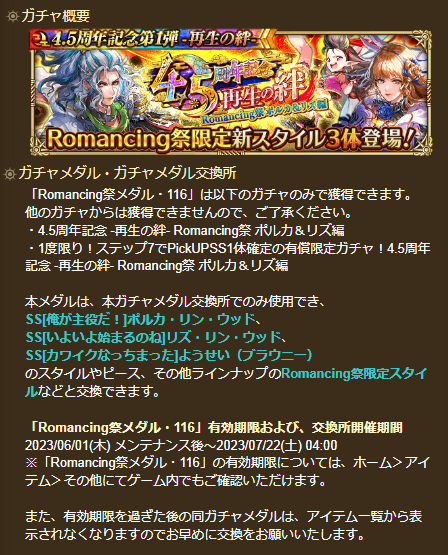 ガチャ概要
4.5周年記念第1弾 -再生の絆-
4.5周年記念
再生の絆
Romancing祭 ポルカ&リズ編
Romancing祭限定新スタイル3体登場!
ガチャメダル・ガチャメダル交換所
「Romancing祭メダル・116」は以下のガチャのみで獲得できます。
他のガチャからは獲得できませんので、ご了承ください。
・4.5周年記念 -再生の絆- Romancing祭 ポルカ&リズ編
・1度限り!ステップ7でPickUPSS1体確定の有償限定ガチャ!4.5周年
記念 -再生の絆- Romancing祭 ポルカ&リズ編
本メダルは、本ガチャメダル交換所でのみ使用でき、
SS[俺が主役だ!]ポルカ・リン・ウッド、
SS[いよいよ始まるのね]リズ・リン・ウッド、
SS[カワイクなっちまった]ようせい(ブラウニー)
のスタイルやピース、その他ラインナップのRomancing祭限定スタイ
ルなどと交換できます。
「Romancing祭メダル・116」有効期限および、交換所開催期間
2023/06/01(木) メンテナンス後~2023/07/22(土) 04:00
※「Romancing祭メダル・116」の有効期限については、ホーム>アイ
テム>その他にてゲーム内でもご確認いただけます。
また、有効期限を過ぎた後の同ガチャメダルは、アイテム一覧から表
示されなくなりますのでお早めに交換をお願いいたします。